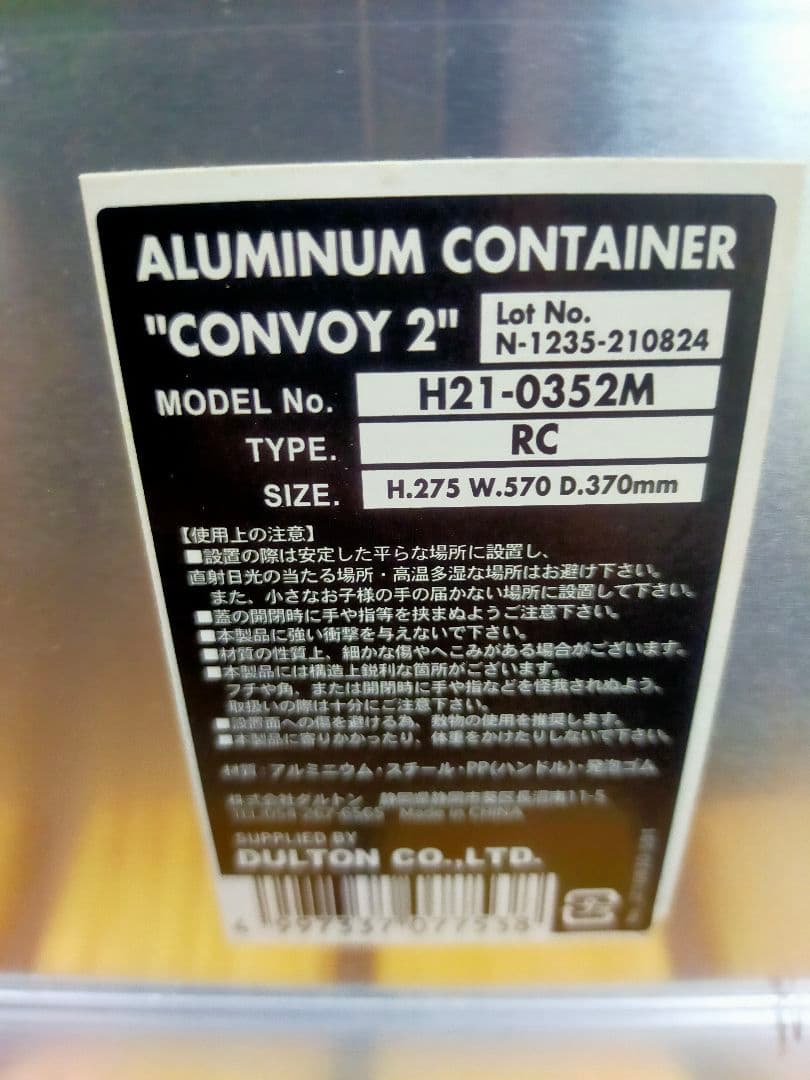 ALUMINUM CONTAINER
"CONVOY 2"
Lot No.
N-1235-210824
MODEL No. H21-0352M
TYPE. RC
SIZE. H.275 W.570 D.370mm
【使用上の注意】
■設置の際は安定した平らな場所に設置し、
直射日光の当たる場所・高温多湿な場所はお避け下さい。
また、小さなお子様の手の届かない場所に設置して下さい。
■蓋の開閉時に手や指等を挟まぬようご注意下さい。
■本製品に強い衝撃を与えないで下さい。
■材質の性質上、細かな傷やへこみがある場合がございます。
■本製品には構造上鋭利な箇所がございます。
フチや角、または開閉時に手や指などを怪我されぬよう、
取扱いの際は十分にご注意下さい。
■設置面への傷を避ける為、敷物の使用を推奨します。
■本製品に寄りかかったり、体重をかけたりしないで下さい。
材質:アルミニウム・スチール・PP(ハンドル)・発泡ゴム
株式会社ダルトン 静岡県静岡市葵区長沼南11-5
Made in CHINA
SUPPLIED BY
DULTON CO.,LTD.